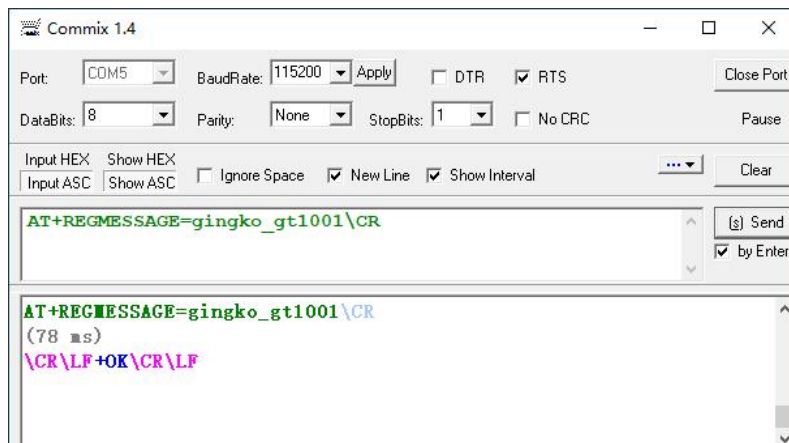 Commix 1.4
Port: COM5 BaudRate: 115200 Apply DTR RTS Close Port
DataBits: 8 Parity: None StopBits: 1 No CRC Pause
Input HEX Show HEX
Input ASC Show ASC Ignore Space New Line Show Interval ... Clear
AT+REGMESSAGE=gingko_gt1001\CR
(s) Send
by Enter
AT+REGMESSAGE=gingko_gt1001\CR
(78 ms)
\CR\LF+OK\CR\LF